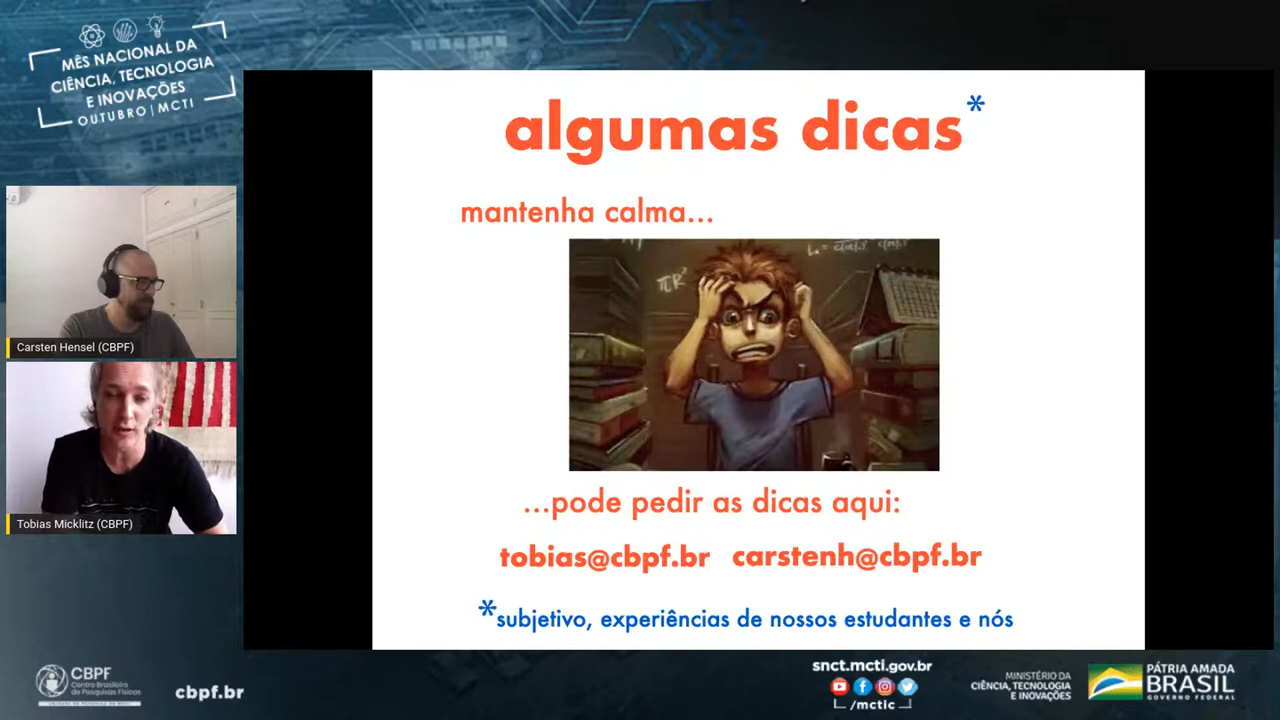 MÊS NACIONAL DA
CIÊNCIA, TECNOLOGIA
E INOVAÇÕES
OUTUBRO | MCTI
algumas dicas*
mantenha calma...
πR²
...pode pedir as dicas aqui:
tobias@cbpf.br carstenh@cbpf.br
*subjetivo, experiências de nossos estudantes e nós
Carsten Hensel (CBPF)
Tobias Micklitz (CBPF)
CBPF
Centro Brasileiro
de Pesquisas Físicas
cbpf.br
snct.mcti.gov.br
/mctic
MINISTÉRIO DA
CIÊNCIA, TECNOLOGIA
E INOVAÇÕES
PÁTRIA AMADA
BRASIL
GOVERNO FEDERAL